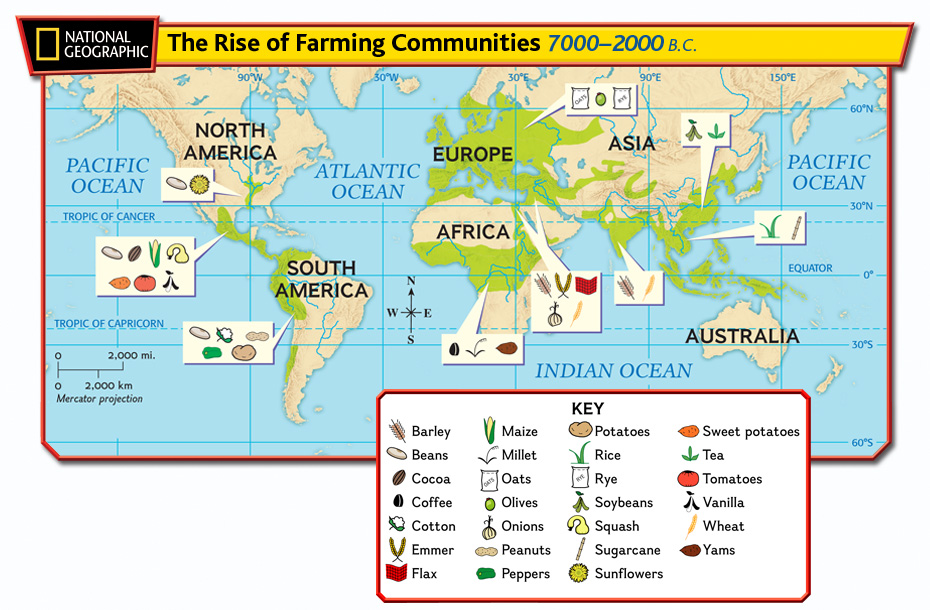 NATIONAL
GEOGRAPHIC
The Rise of Farming Communities 7000–2000 B.C.
90°W
30°W
30°E
90°E
150°E
60°N
OATS
RYE
NORTH
AMERICA
EUROPE
ASIA
PACIFIC
OCEAN
ATLANTIC
OCEAN
PACIFIC
OCEAN
30°N
TROPIC OF CANCER
AFRICA
SOUTH
AMERICA
EQUATOR
0°
N
W
E
S
TROPIC OF CAPRICORN
AUSTRALIA
30°S
0
2,000 mi.
0
2,000 km
Mercator projection
INDIAN OCEAN
60°S
KEY
Barley
Beans
Cocoa
Coffee
Cotton
Emmer
Flax
Maize
Millet
OATS
Oats
Olives
Onions
Peanuts
Peppers
Potatoes
Rice
RYE
Rye
Soybeans
Squash
Sugarcane
Sunflowers
Sweet potatoes
Tea
Tomatoes
Vanilla
Wheat
Yams